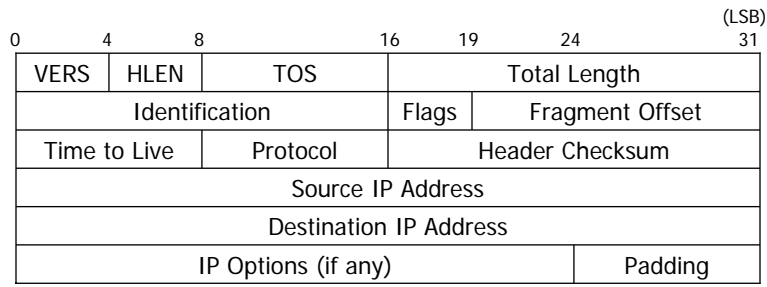 (LSB)
0 4 8 16 19 24 31
VERS HLEN TOS Total Length
Identification Flags Fragment Offset
Time to Live Protocol Header Checksum
Source IP Address
Destination IP Address
IP Options (if any) Padding